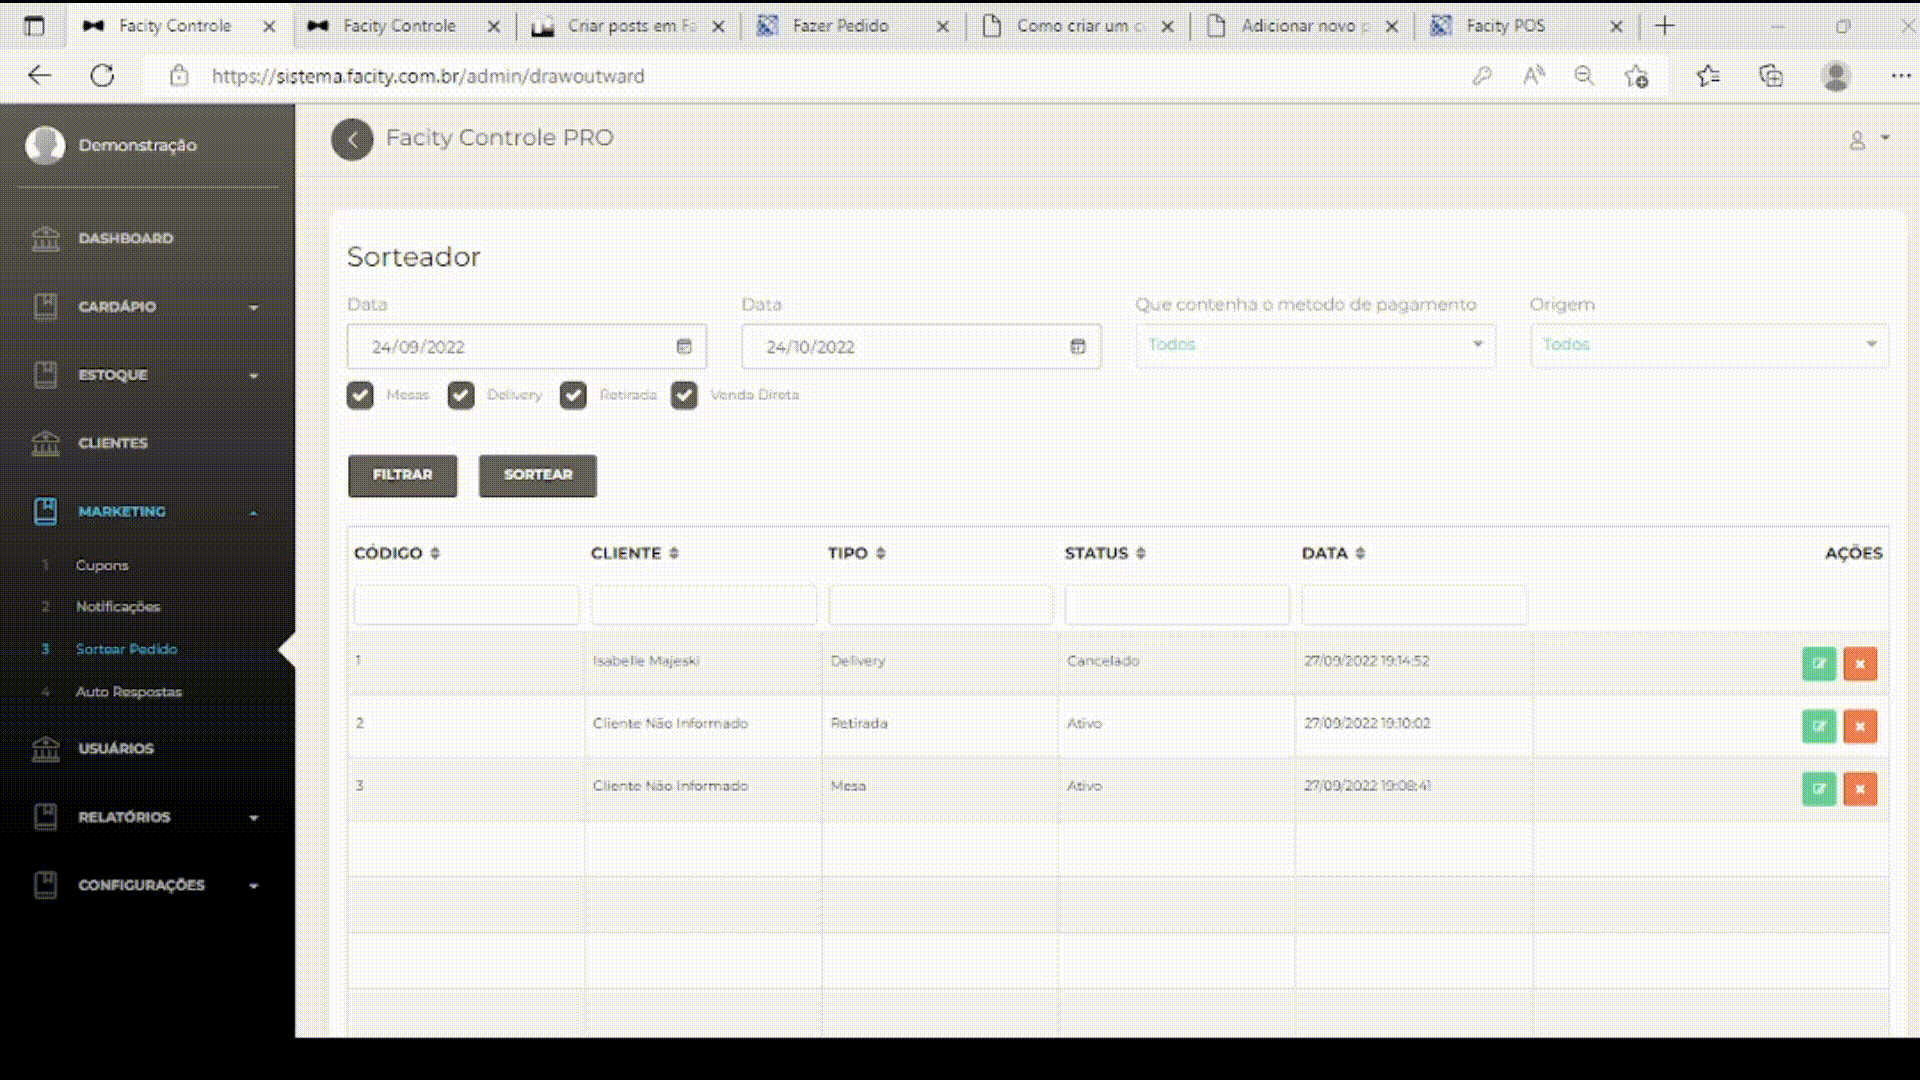 Facity Controle
Facity Controle
Criar posts em Fa
Fazer Pedido
Como criar um c
Adicionar novo p
Facity POS
https://sistema.facity.com.br/admin/drawoutward
Demonstração
Facity Controle PRO
DASHBOARD
CARDÁPIO
ESTOQUE
CLIENTES
MARKETING
1 Cupons
2 Notificações
3 Sortear Pedido
4 Auto Respostas
USUÁRIOS
RELATÓRIOS
CONFIGURAÇÕES
Sorteador
Data Data Que contenha o metodo de pagamento Origem
24/09/2022 24/10/2022 Todos Todos
Mesas Delivery Retirada Venda Direta
FILTRAR SORTEAR
CÓDIGO CLIENTE TIPO STATUS DATA AÇÕES
1 Isabelle Majeski Delivery Cancelado 27/09/2022 19:14:52
2 Cliente Não Informado Retirada Ativo 27/09/2022 19:10:02
3 Cliente Não Informado Mesa Ativo 27/09/2022 19:08:41